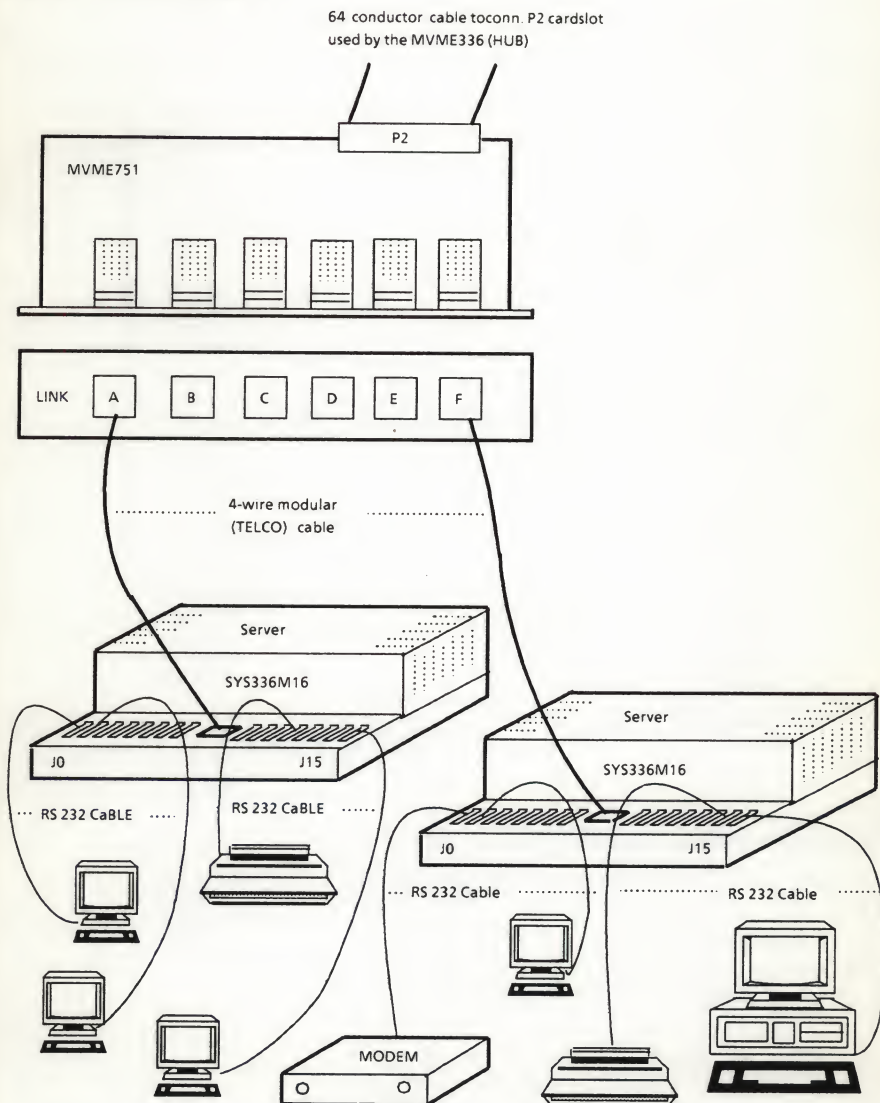 64 conductor cable toconn. P2 cardslot
used by the MVME336 (HUB)
P2
MVME751
LINK
A
B
C
D
E
F
4-wire modular
(TELCO) cable
Server
SYS336M16
J0
J15
Server
SYS336M16
J0
J15
RS 232 CaBLE
RS 232 CaBLE
RS 232 Cable
RS 232 Cable
MODEM